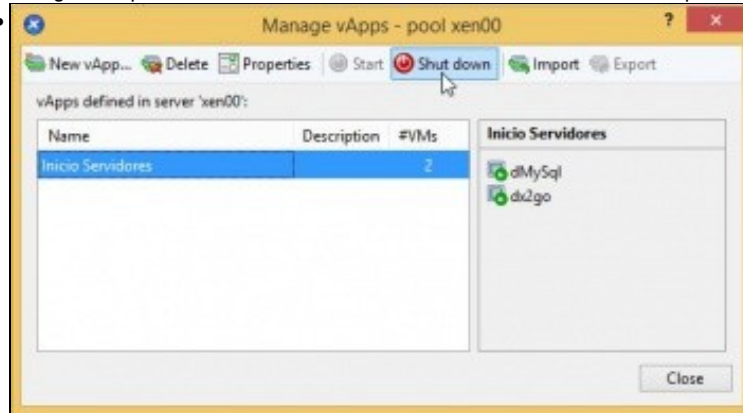 Manage vApps - pool xen00
?
New vApp... Delete Properties Start Shut down Import Export
vApps defined in server 'xen00':
Name Description #VMs
Inicio Servidores 2
Inicio Servidores
dMySql
dx2go
Close